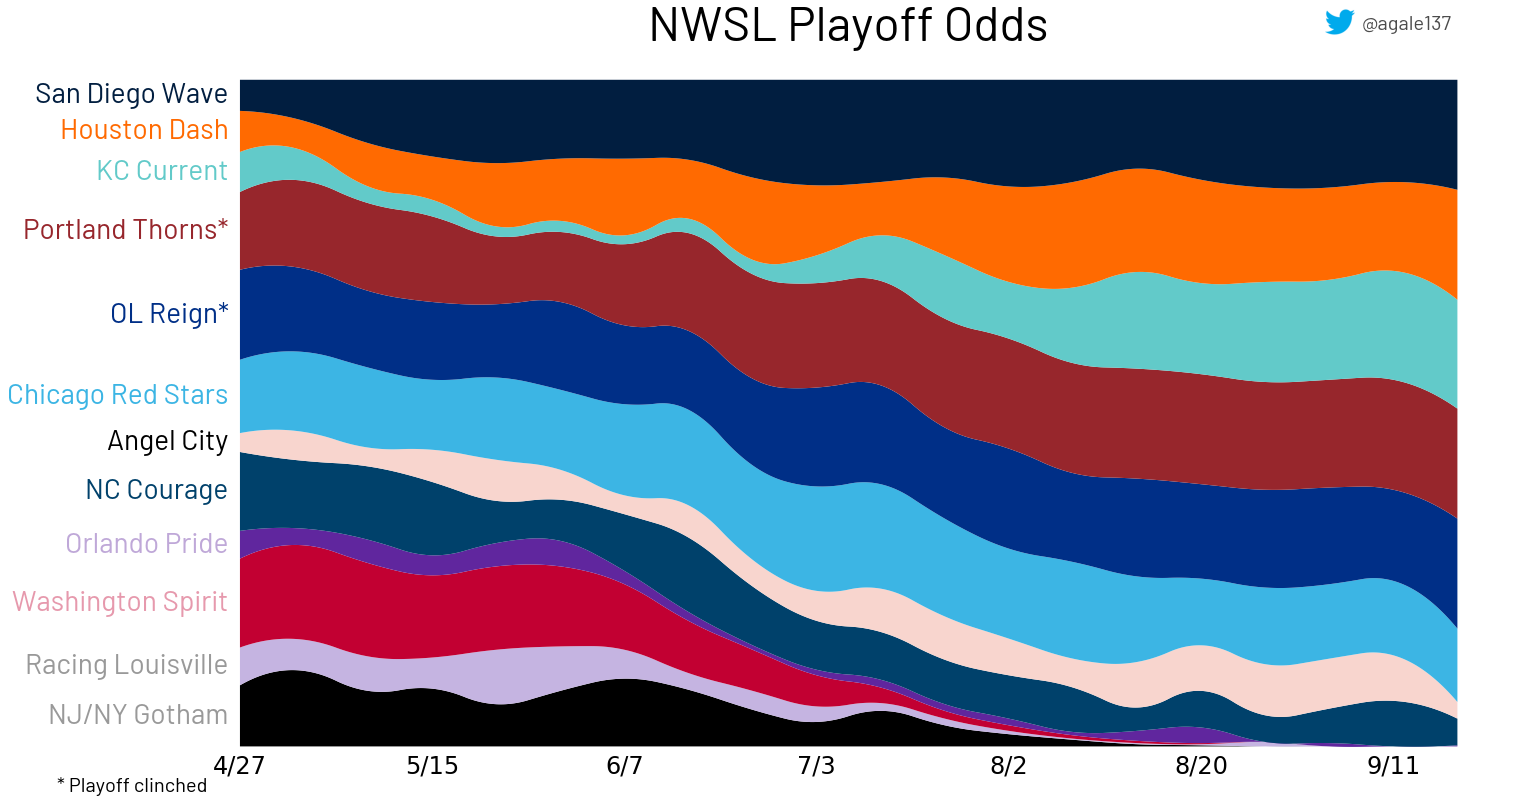 NWSL Playoff Odds
@agale137
San Diego Wave
Houston Dash
KC Current
Portland Thorns*
OL Reign*
Chicago Red Stars
Angel City
NC Courage
Orlando Pride
Washington Spirit
Racing Louisville
NJ/NY Gotham
4/27 5/15 6/7 7/3 8/2 8/20 9/11
* Playoff clinched